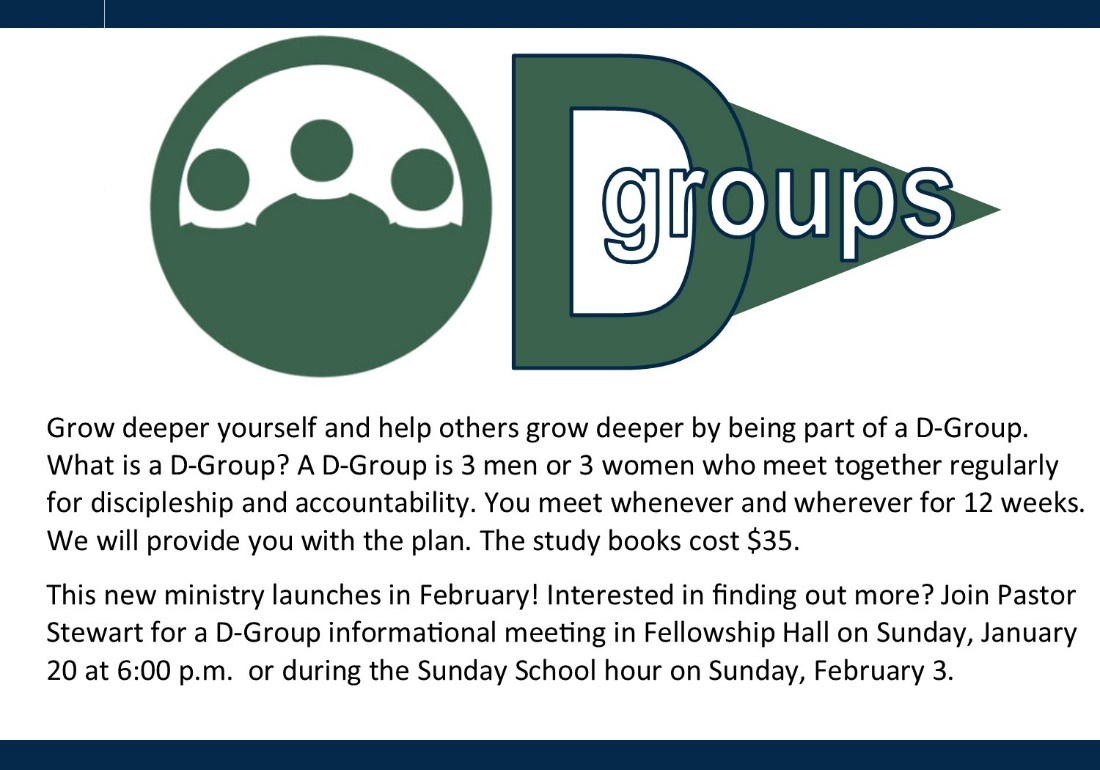 D
groups
Grow deeper yourself and help others grow deeper by being part of a D-Group.
What is a D-Group? A D-Group is 3 men or 3 women who meet together regularly
for discipleship and accountability. You meet whenever and wherever for 12 weeks.
We will provide you with the plan. The study books cost $35.
This new ministry launches in February! Interested in finding out more? Join Pastor
Stewart for a D-Group informational meeting in Fellowship Hall on Sunday, January
20 at 6:00 p.m.  or during the Sunday School hour on Sunday, February 3.